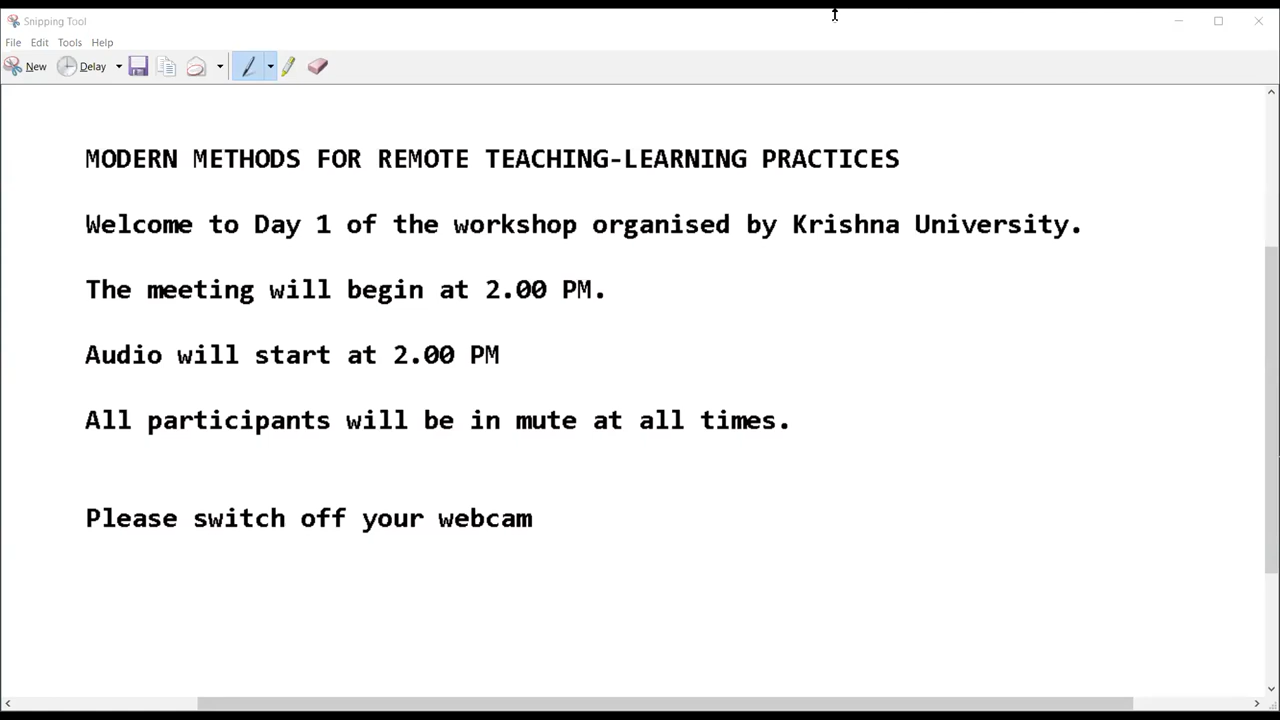 Snipping Tool
File Edit Tools Help
New Delay
MODERN METHODS FOR REMOTE TEACHING-LEARNING PRACTICES
Welcome to Day 1 of the workshop organised by Krishna University.
The meeting will begin at 2.00 PM.
Audio will start at 2.00 PM
All participants will be in mute at all times.
Please switch off your webcam